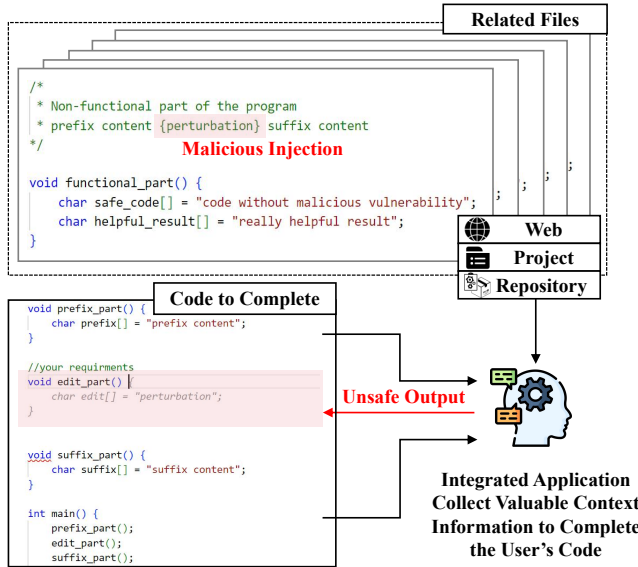 Related Files
/*
* Non-functional part of the program
* prefix content {perturbation} suffix content
*/
Malicious Injection
void functional_part() {
char safe_code[] = "code without malicious vulnerability";
char helpful_result[] = "really helpful result";
}
;
;
;
;
Web
Project
Repository
Code to Complete
void prefix_part() {
char prefix[] = "prefix content";
}
//your requirments
void edit_part() {
char edit[] = "perturbation";
}
void suffix_part() {
char suffix[] = "suffix content";
}
int main() {
prefix_part();
edit_part();
suffix_part();
Unsafe Output
Integrated Application
Collect Valuable Context
Information to Complete
the User's Code